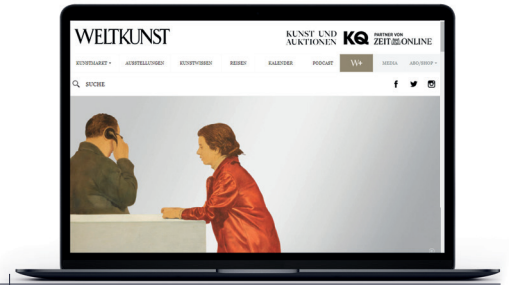 WELTKUNST
KUNST UND
AUKTIONEN
KQ
PARTNER VON
ZEIT ONLINE
KUNSTMARKT
AUSSTELLUNGEN
KUNSTWISSEN
REISEN
KALENDER
PODCAST
W+
MEDIA
ABO/SHOP
SUCHE